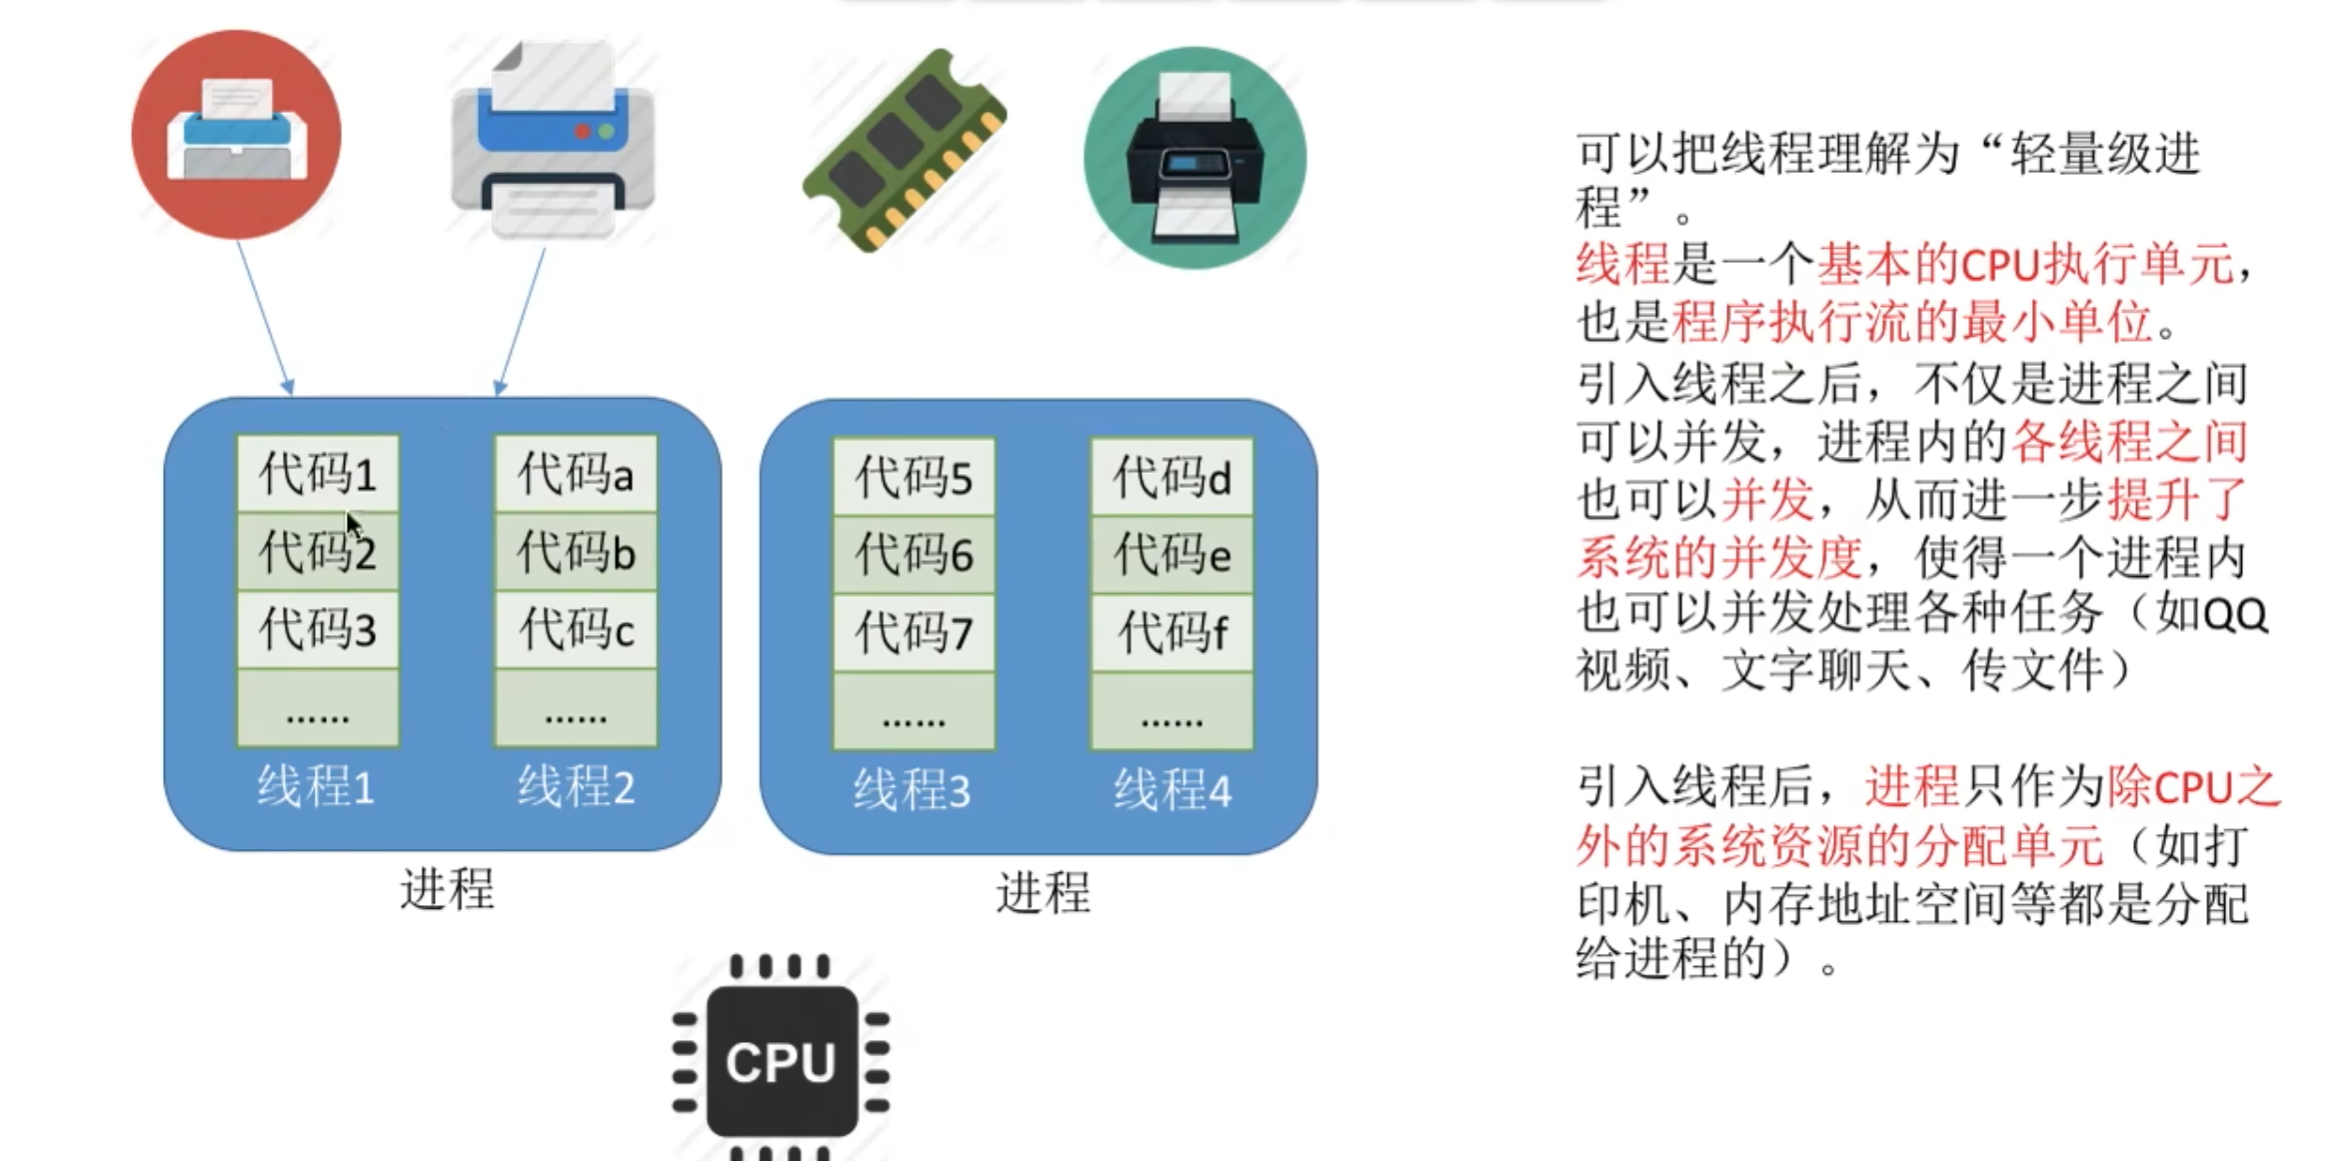 代码1
代码2
代码3
……
线程1
代码a
代码b
代码c
……
线程2
进程
代码5
代码6
代码7
……
线程3
代码d
代码e
代码f
……
线程4
进程
CPU
可以把线程理解为“轻量级进
程”。
线程是一个基本的CPU执行单元，
也是程序执行流的最小单位。
引入线程之后，不仅是进程之间
可以并发，进程内的各线程之间
也可以并发，从而进一步提升了
系统的并发度，使得一个进程内
也可以并发处理各种任务（如QQ
视频、文字聊天、传文件）
引入线程后，进程只作为除CPU之
外的系统资源的分配单元（如打
印机、内存地址空间等都是分配
给进程的）。